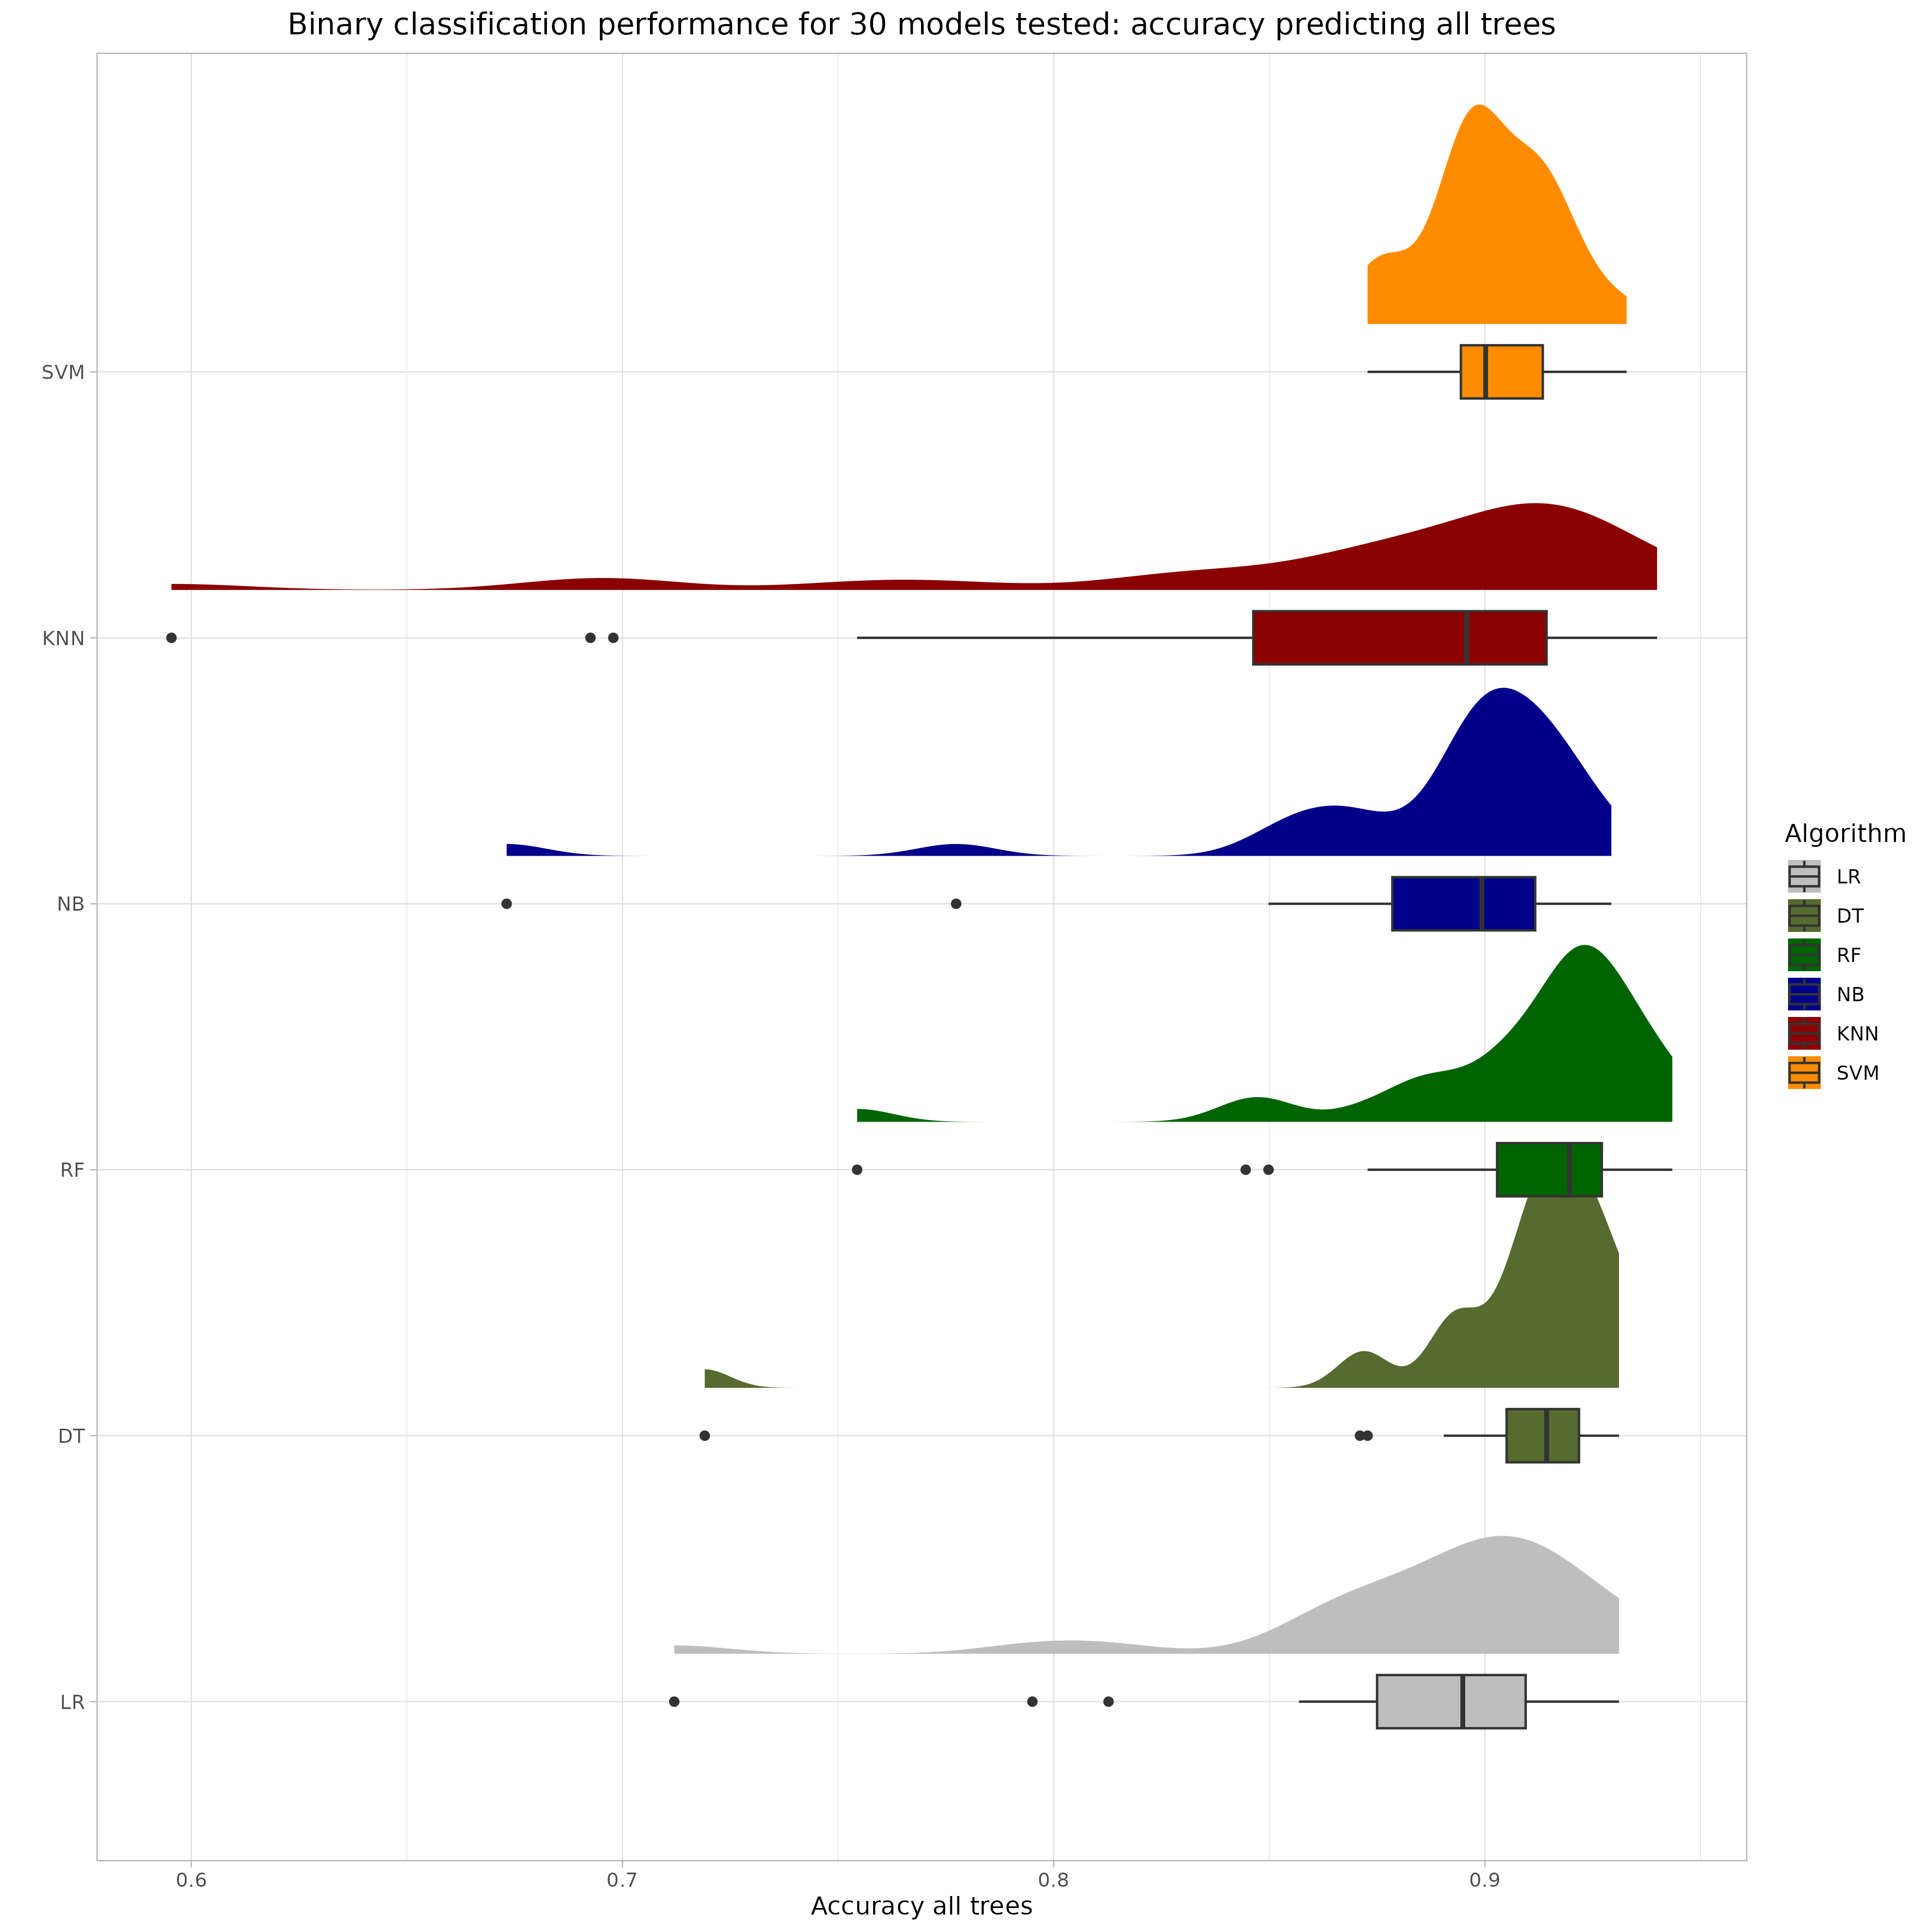 Binary classification performance for 30 models tested: accuracy predicting all trees
SVM
KNN
NB
RF
DT
LR
0.6 0.7 0.8 0.9
Accuracy all trees
Algorithm
LR
DT
RF
NB
KNN
SVM